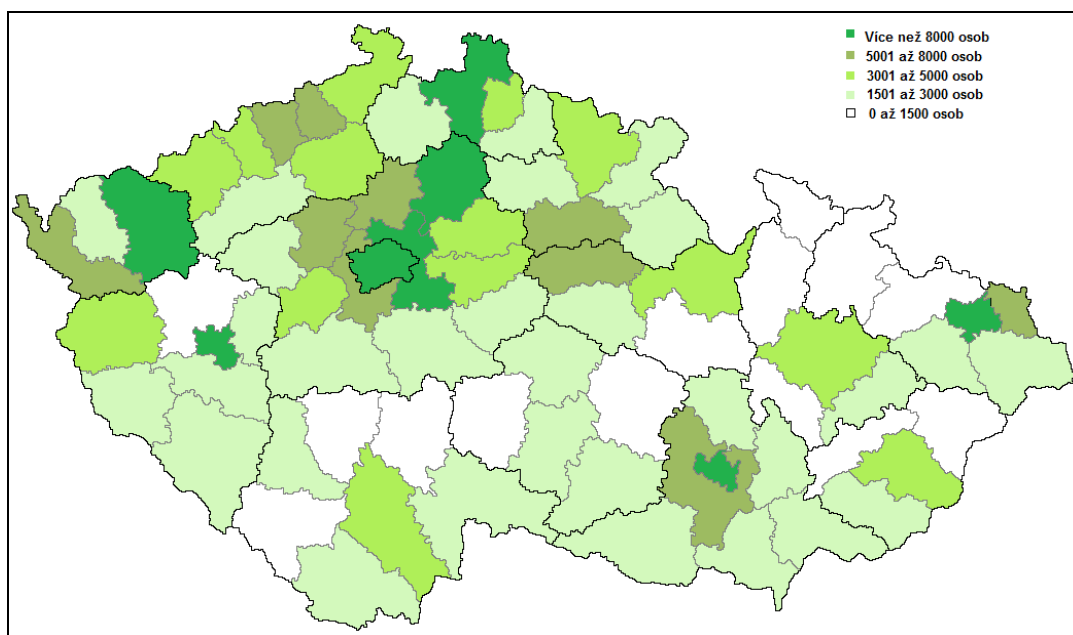 Více než 8000 osob
5001 až 8000 osob
3001 až 5000 osob
1501 až 3000 osob
0 až 1500 osob